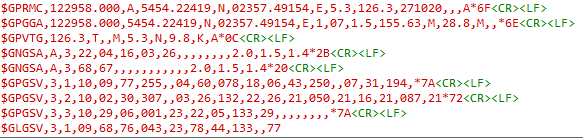 $GPRMC,122958.000,A,5454.22419,N,02357.49154,E,5.3,126.3,271020,,,A*6F<CR><LF>
$GPGGA,122958.000,5454.22419,N,02357.49154,E,1,07,1.5,155.63,M,28.8,M,,*6E<CR><LF>
$GPVTG,126.3,T,,M,5.3,N,9.8,K,A*0C<CR><LF>
$GNGSA,A,3,22,04,16,03,26,,,,,,,,2.0,1.5,1.4*2B<CR><LF>
$GNGSA,A,3,68,67,,,,,,,,,,,2.0,1.5,1.4*20<CR><LF>
$GPGSV,3,1,10,09,77,255,,04,60,078,18,06,43,250,,07,31,194,*7A<CR><LF>
$GPGSV,3,2,10,02,30,307,,03,26,132,22,26,21,050,21,16,21,087,21*72<CR><LF>
$GPGSV,3,3,10,29,06,001,23,22,05,133,29,,,,,,,,,*7A<CR><LF>
$GLGSV,3,1,09,68,76,043,23,78,44,133,,77